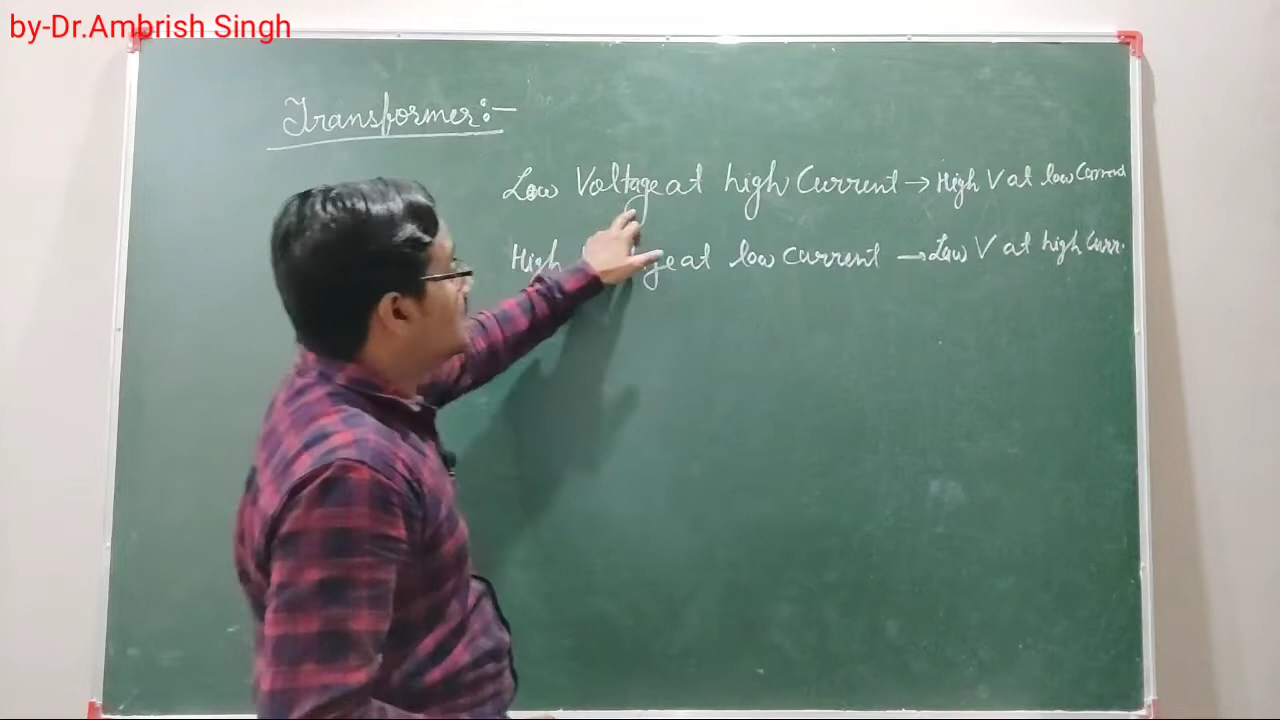 by-Dr.Ambrish Singh
Transformer:-
Low Voltage at high Current → High V at low Current
High at low current → Low V at high Curr.